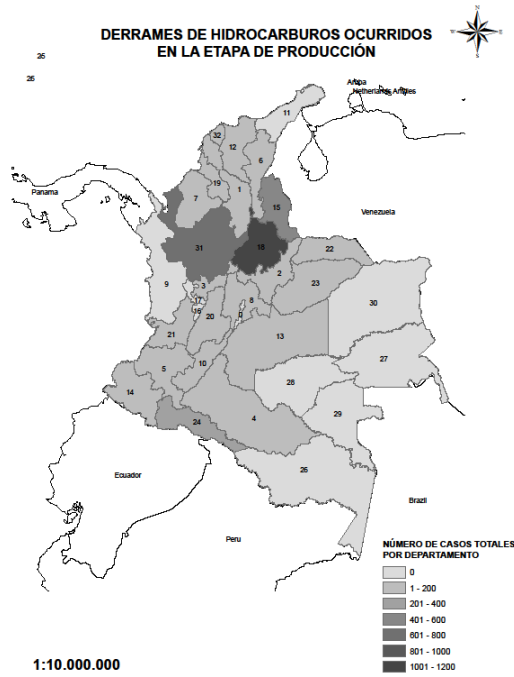 DERRAMES DE HIDROCARBUROS OCURRIDOS
EN LA ETAPA DE PRODUCCIÓN
N
W
E
S
25
26
Netherlands Antilles
11
32
12
6
Panama
19
1
7
15
Venezuela
31
18
22
2
23
9
3
30
17
8
16
20
0
21
13
27
10
5
28
14
29
24
4
26
Ecuador
Brazil
Peru
NÚMERO DE CASOS TOTALES
POR DEPARTAMENTO
0
1 - 200
201 - 400
401 - 600
601 - 800
801 - 1000
1001 - 1200
1:10.000.000